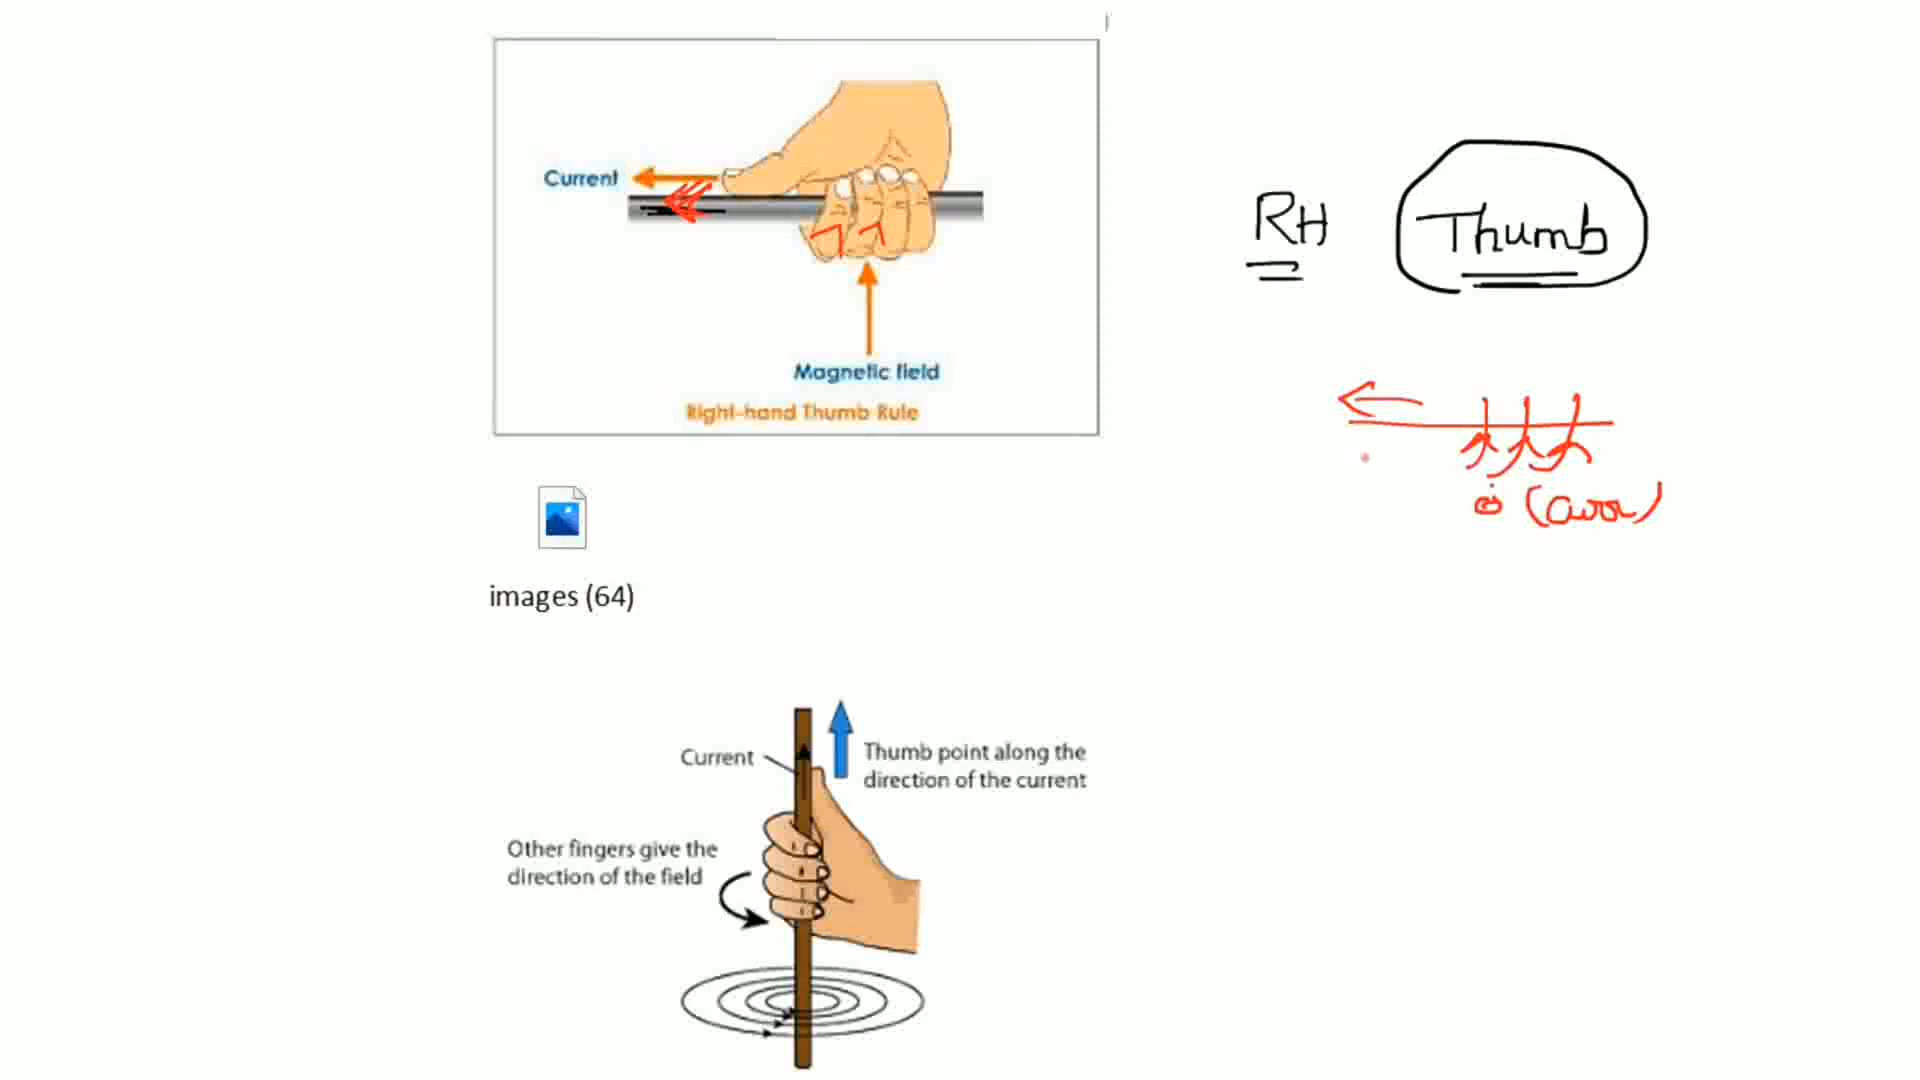 Current
Magnetic field
Right-hand Thumb Rule
RH Thumb
images (64)
Current
Thumb point along the
direction of the current
Other fingers give the
direction of the field